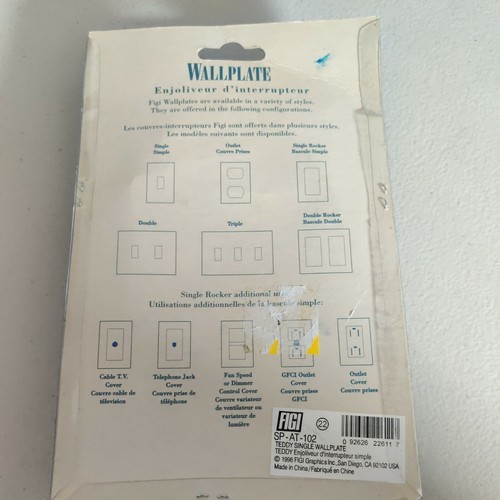 WALLPLATE
Enjoliveur d'interrupteur
Figi Wallplates are available in a variety of styles.
They are offered in the following configurations.
Les couvres-interrupteurs Figi sont offerts dans plusieurs styles.
Les modèles suivants sont disponibles.
Single
Simple
Outlet
Couvre Prises
Single Rocker
Bascule Simple
Double
Triple
Double Rocker
Bascule Double
Single Rocker additional
Utilisations additionnelles de la bascule simple:
Cable T.V.
Cover
Couvre cable de
télévision
Telephone Jack
Cover
Couvre prise de
téléphone
Fan Speed
or Dimmer
Control Cover
Couvre variateur
de ventilateur ou
variateur de
lumière
GFCI Outlet
Cover
Couvre prises
GFCI
Outlet
Cover
Couvre prises
FIGI
22
0 92626 22611 7
SP-AT-102
TEDDY SINGLE WALLPLATE
TEDDY Enjoliveur d'interrupteur simple
© 1996 FIGI Graphics Inc., San Diego, CA 92102 USA
Made in China / Fabriqué en Chine